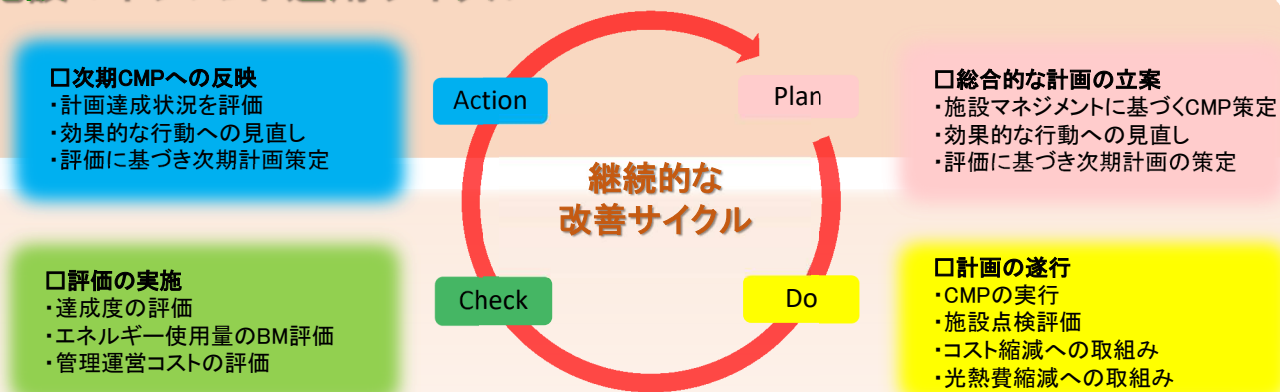 □次期CMPへの反映
・計画達成状況を評価
・効果的な行動への見直し
・評価に基づき次期計画策定
Action
Plan
□総合的な計画の立案
・施設マネジメントに基づくCMP策定
・効果的な行動への見直し
・評価に基づき次期計画の策定
継続的な
改善サイクル
□評価の実施
・達成度の評価
・エネルギー使用量のBM評価
・管理運営コストの評価
Check
Do
□計画の遂行
・CMPの実行
・施設点検評価
・コスト縮減への取組み
・光熱費縮減への取組み